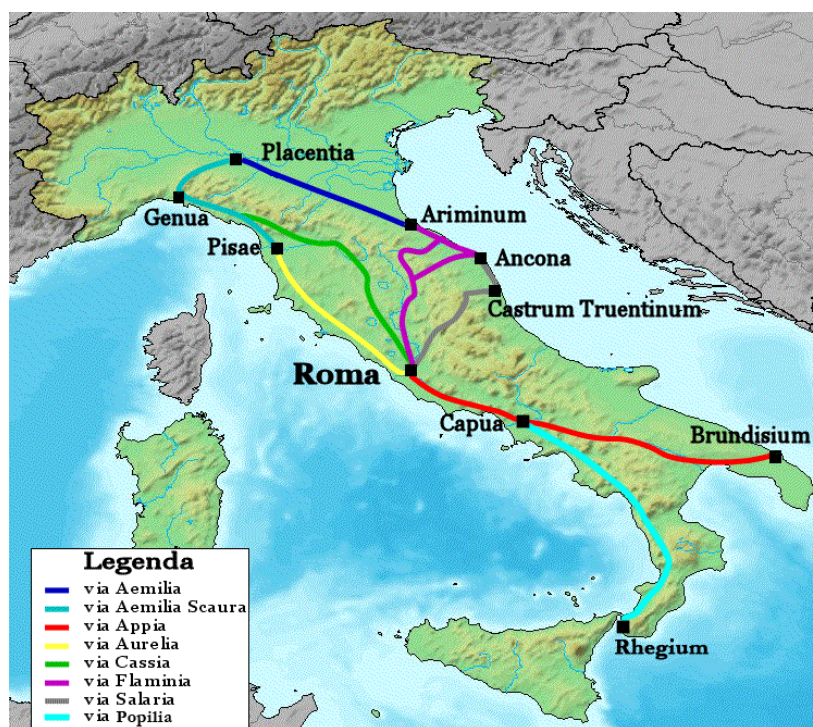 Placentia
Genua
Ariminum
Pisae
Ancona
Castrum Truentinum
Roma
Capua
Brundisium
Rhegium
Legenda
via Aemilia
via Aemilia Scaura
via Appia
via Aurelia
via Cassia
via Flaminia
via Salaria
via Popilia